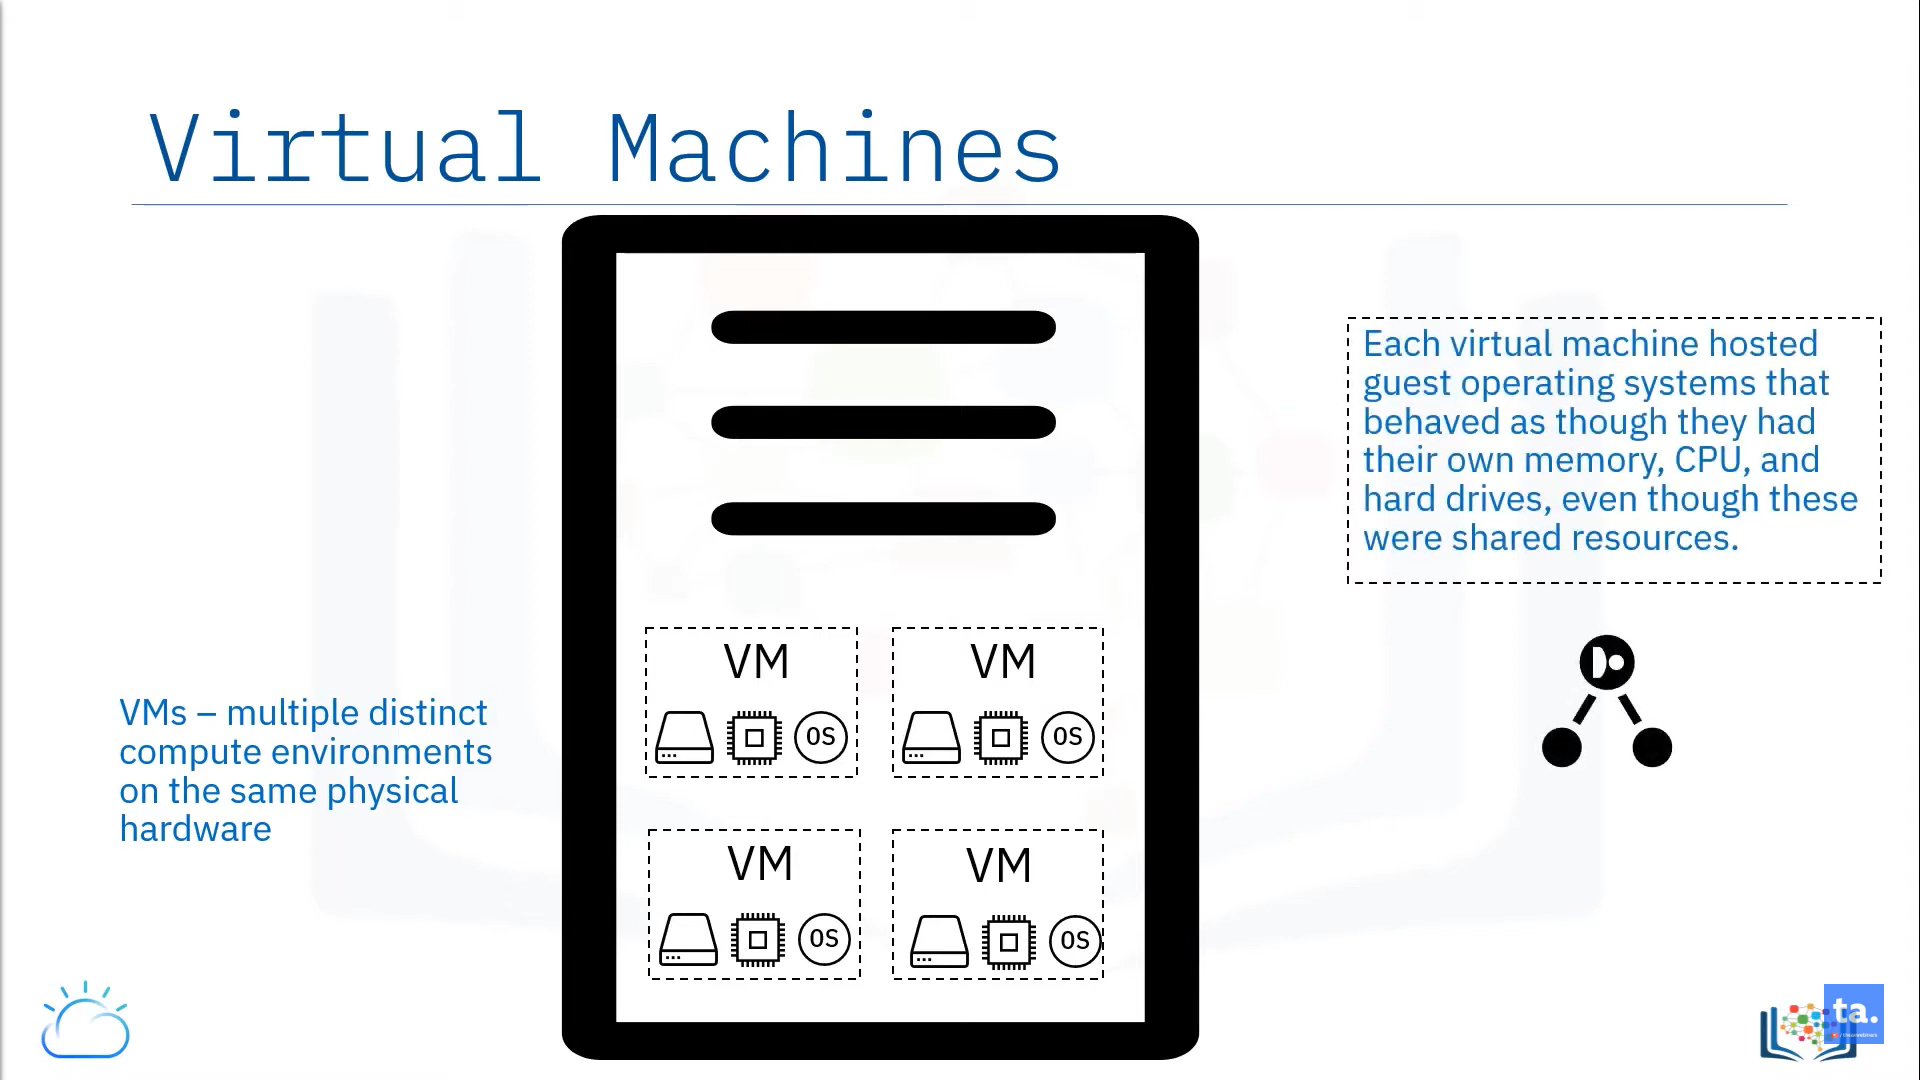 Virtual Machines
Each virtual machine hosted
guest operating systems that
behaved as though they had
their own memory, CPU, and
hard drives, even though these
were shared resources.
VMs – multiple distinct
compute environments
on the same physical
hardware
VM
OS
VM
OS
VM
OS
VM
OS
ta.